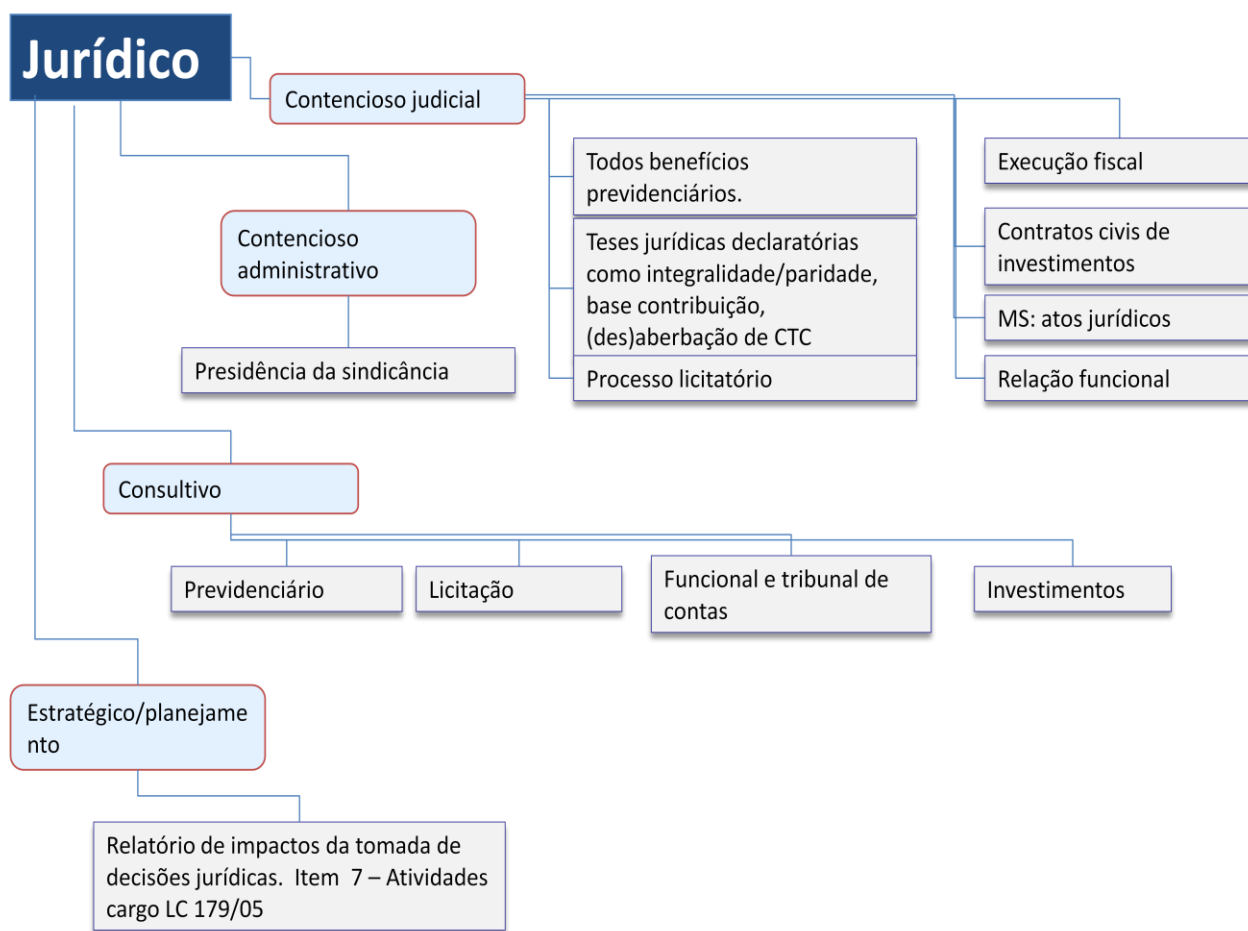 Jurídico
Contencioso judicial
Todos benefícios
previdenciários.
Execução fiscal
Contencioso
administrativo
Teses jurídicas declaratórias
como integralidade/paridade,
base contribuição,
(des)aberbação de CTC
Contratos civis de
investimentos
MS: atos jurídicos
Presidência da sindicância
Processo licitatório
Relação funcional
Consultivo
Previdenciário
Licitação
Funcional e tribunal de
contas
Investimentos
Estratégico/planejame
nto
Relatório de impactos da tomada de
decisões jurídicas.  Item  7 – Atividades
cargo LC 179/05